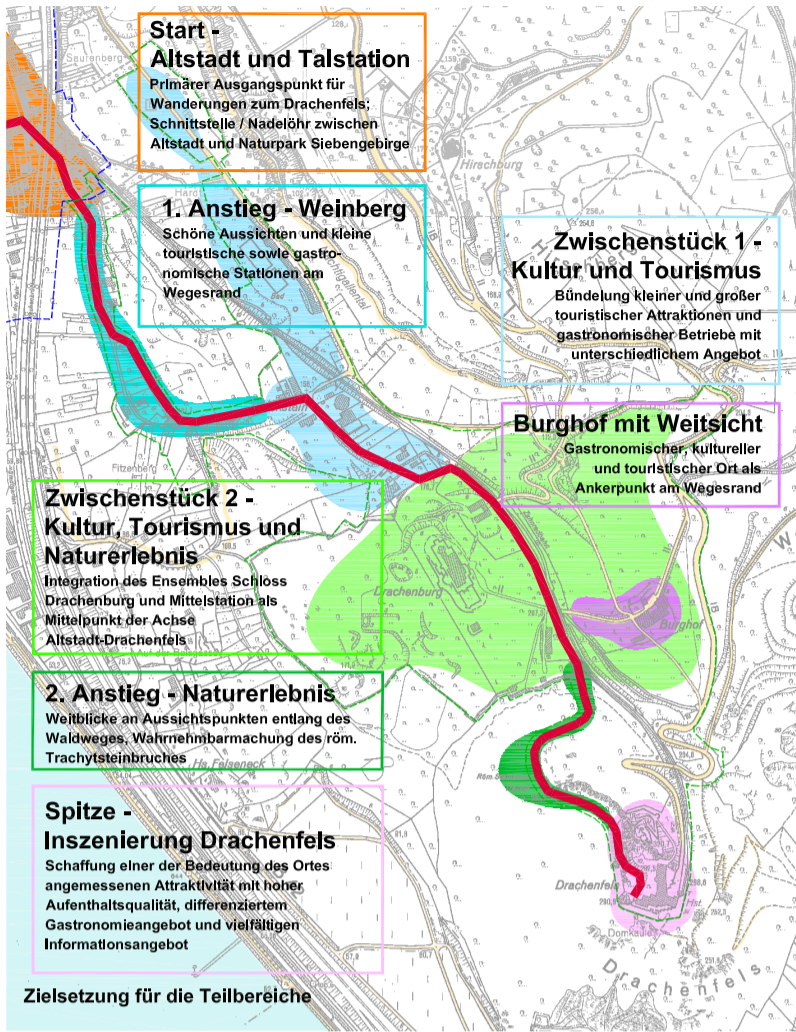 Start -
Altstadt und Talstation
Primärer Ausgangspunkt für
Wanderungen zum Drachenfels;
Schnittstelle / Nadelöhr zwischen
Altstadt und Naturpark Siebengebirge
Hirschburg
1. Anstieg - Weinberg
Schöne Aussichten und kleine
touristische sowie gastro-
nomische Stationen am
Wegesrand
Zwischenstück 1 -
Kultur und Tourismus
Bündelung kleiner und großer
touristischer Attraktionen und
gastronomischer Betriebe mit
unterschiedlichem Angebot
Burghof mit Weitsicht
Gastronomischer, kultureller
und touristischer Ort als
Ankerpunkt am Wegesrand
Fitzenberg
Zwischenstück 2 -
Kultur, Tourismus und
Naturerlebnis
Integration des Ensembles Schloss
Drachenburg und Mittelstation als
Mittelpunkt der Achse
Altstadt-Drachenfels
Drachenburg
Burghof
2. Anstieg - Naturerlebnis
Weitblicke an Aussichtspunkten entlang des
Waldweges, Wahrnehmbarmachung des röm.
Trachytsteinbruches
Hs. Felseneck
Spitze -
Inszenierung Drachenfels
Schaffung einer der Bedeutung des Ortes
angemessenen Attraktivität mit hoher
Aufenthaltsqualität, differenziertem
Gastronomieangebot und vielfältigen
Informationsangebot
Drachenfels
Hst.
Domkaule
Drachenfels
Zielsetzung für die Teilbereiche